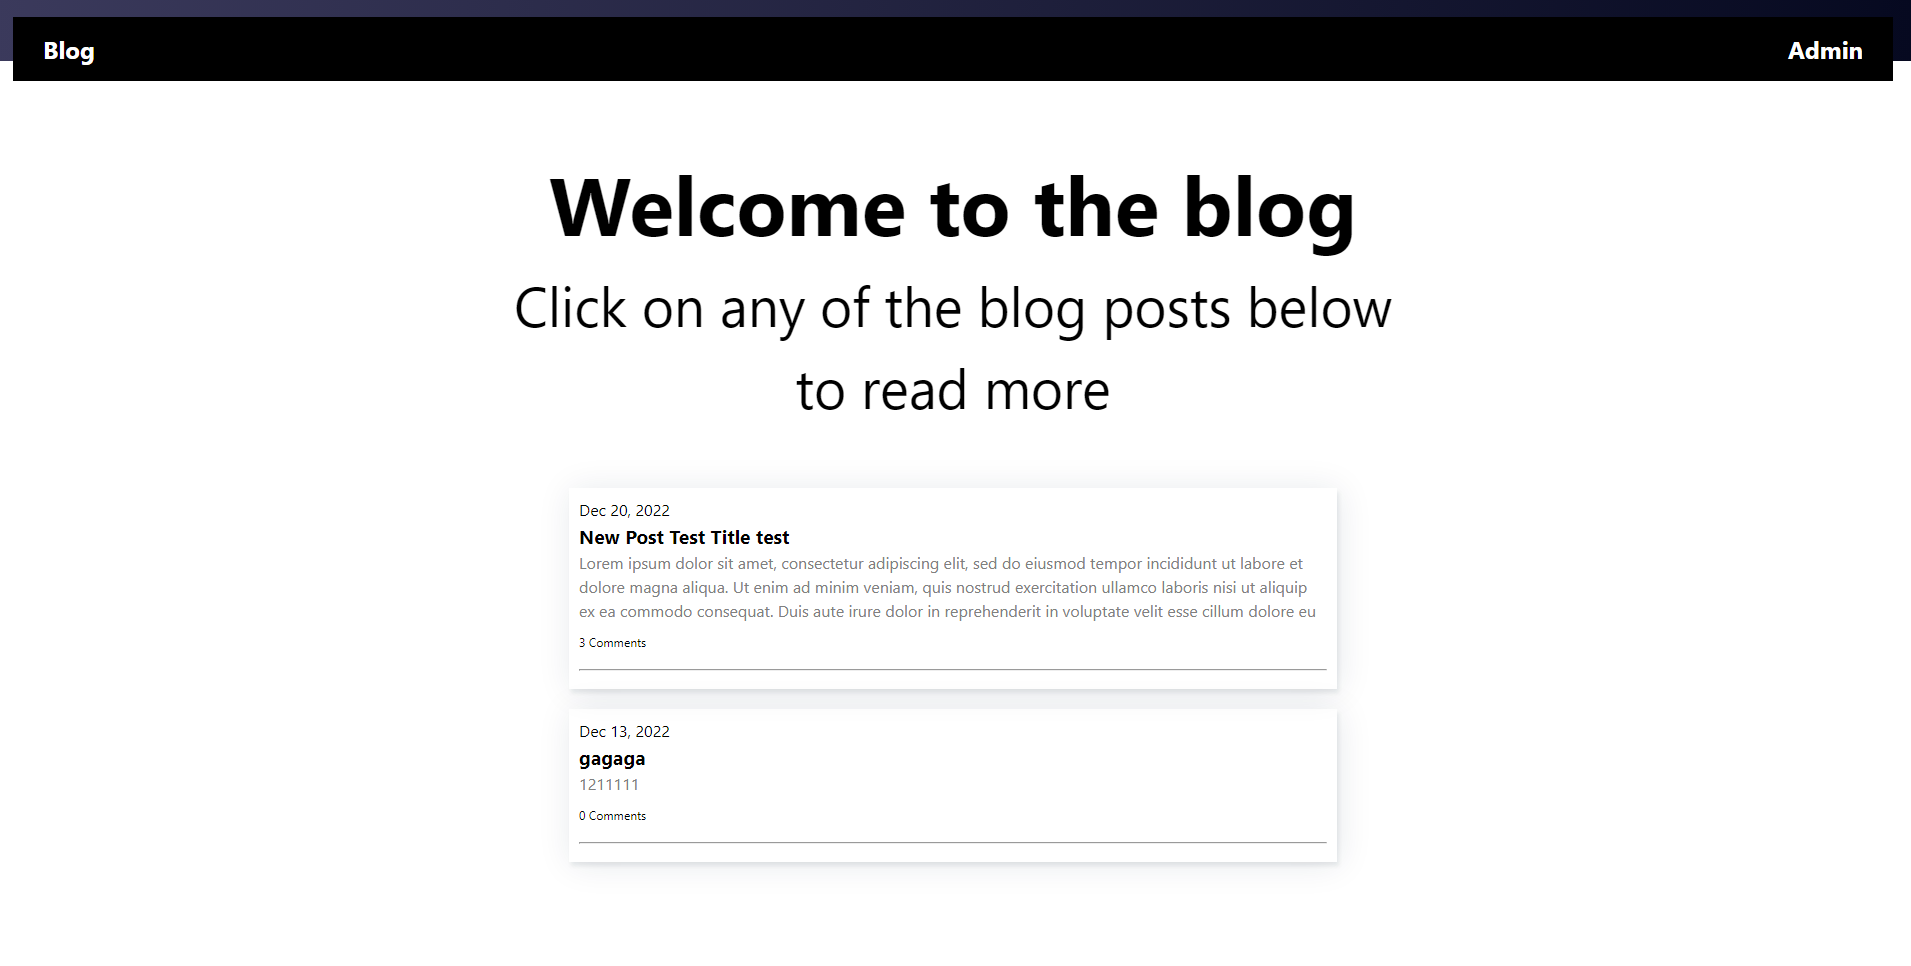 Blog
Admin
Welcome to the blog
Click on any of the blog posts below
to read more
Dec 20, 2022
New Post Test Title test
Lorem ipsum dolor sit amet, consectetur adipiscing elit, sed do eiusmod tempor incididunt ut labore et
dolore magna aliqua. Ut enim ad minim veniam, quis nostrud exercitation ullamco laboris nisi ut aliquip
ex ea commodo consequat. Duis aute irure dolor in reprehenderit in voluptate velit esse cillum dolore eu
3 Comments
Dec 13, 2022
gagaga
1211111
0 Comments